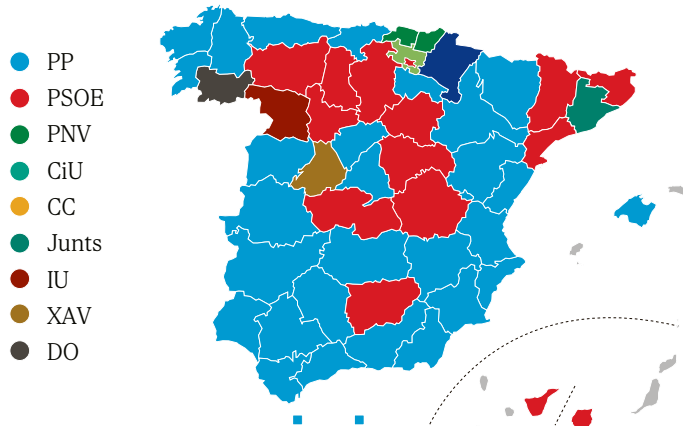 PP
PSOE
PNV
CiU
CC
Junts
IU
XAV
DO